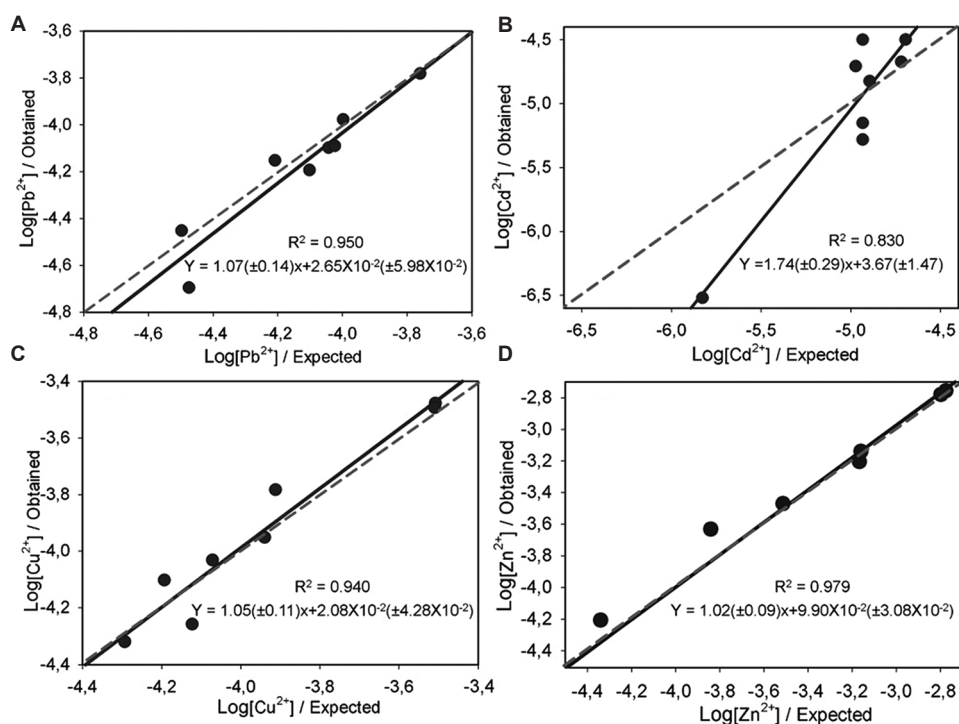 A
-3,6
-3,8
-4,0
-4,2
-4,4
-4,6
-4,8
Log[Pb²⁺] / Obtained
R² = 0.950
Y = 1.07(±0.14)x+2.65X10⁻²(±5.98X10⁻²)
-4,8 -4,6 -4,4 -4,2 -4,0 -3,8 -3,6
Log[Pb²⁺] / Expected
B
-4,5
-5,0
-5,5
-6,0
-6,5
Log[Cd²⁺] / Obtained
R² = 0.830
Y =1.74(±0.29)x+3.67(±1.47)
-6,5 -6,0 -5,5 -5,0 -4,5
Log[Cd²⁺] / Expected
C
-3,4
-3,6
-3,8
-4,0
-4,2
-4,4
Log[Cu²⁺] / Obtained
R² = 0.940
Y = 1.05(±0.11)x+2.08X10⁻²(±4.28X10⁻²)
-4,4 -4,2 -4,0 -3,8 -3,6 -3,4
Log[Cu²⁺] / Expected
D
-2,8
-3,0
-3,2
-3,4
-3,6
-3,8
-4,0
-4,2
-4,4
Log[Zn²⁺] / Obtained
R² = 0.979
Y = 1.02(±0.09)x+9.90X10⁻²(±3.08X10⁻²)
-4,4 -4,2 -4,0 -3,8 -3,6 -3,4 -3,2 -3,0 -2,8
Log[Zn²⁺] / Expected